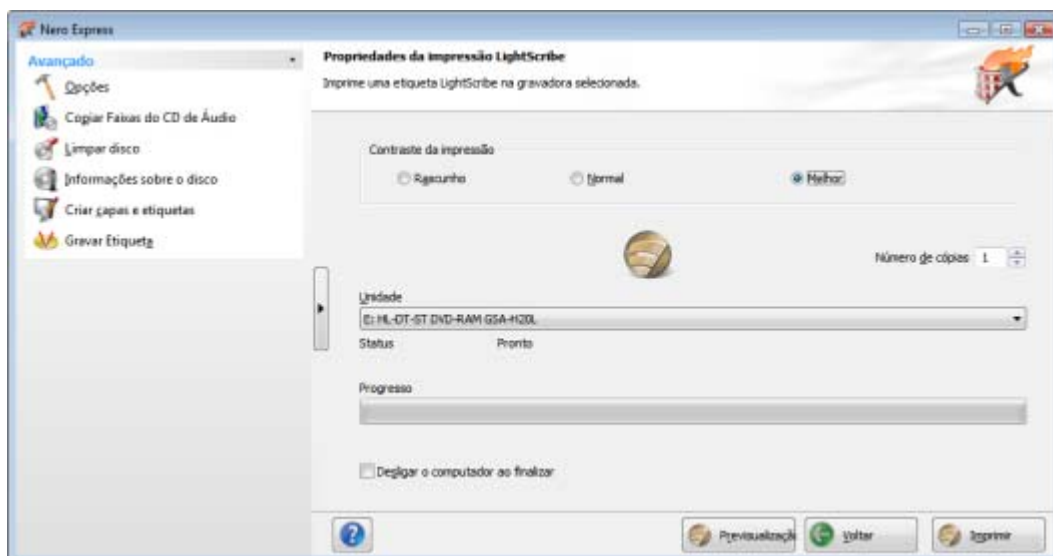 Nero Express
Avançado
Opções
Copiar Faixas do CD de Áudio
Limpar disco
Informações sobre o disco
Criar capas e etiquetas
Gravar Etiqueta
Propriedades da impressão LightScribe
Imprime uma etiqueta LightScribe na gravadora selecionada.
Contraste da impressão
Rascunho Normal Melhor
Número de cópias 1
Unidade
E: HL-DT-ST DVD-RAM GSA-H20L
Status Pronto
Progresso
Desligar o computador ao finalizar
Previsualizaçã Voltar Imprimir